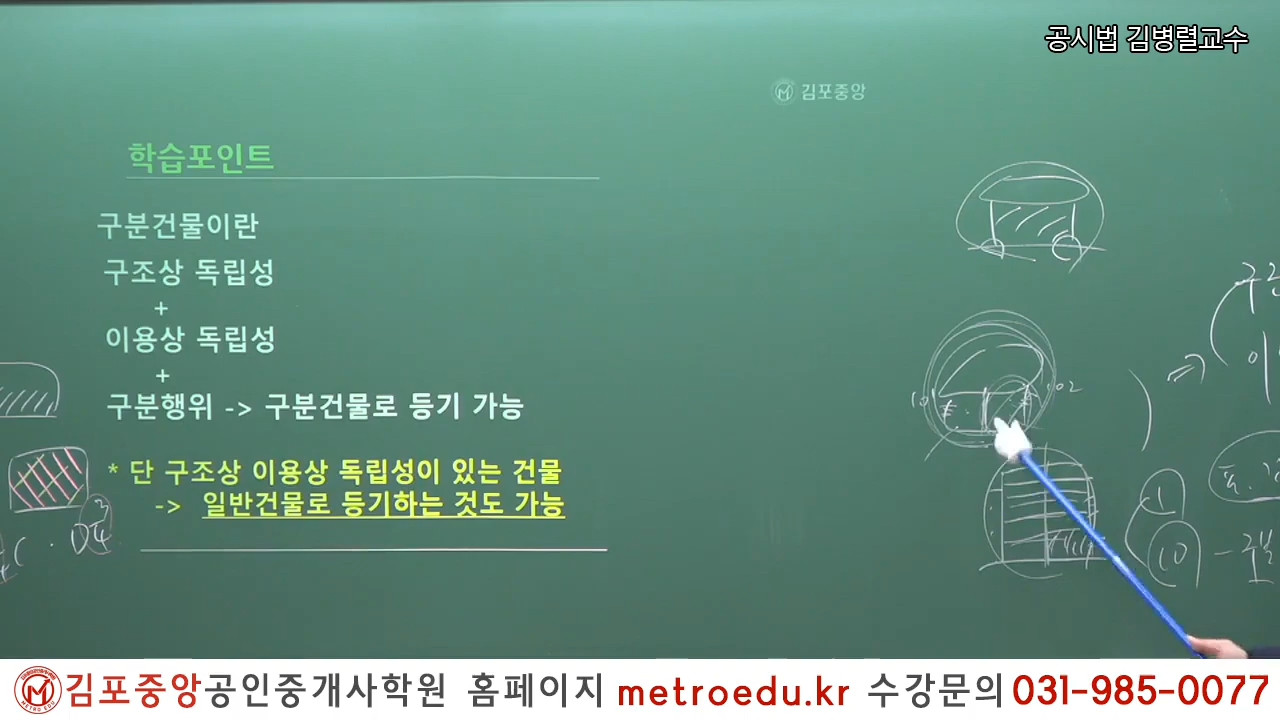 공시법 김병렬교수
김포중앙
학습포인트
구분건물이란
구조상 독립성
+
이용상 독립성
+
구분행위 -> 구분건물로 등기 가능
* 단 구조상 이용상 독립성이 있는 건물
-> 일반건물로 등기하는 것도 가능
102
1
10
METRO EDU
김포중앙공인중개사학원 홈페이지 metroedu.kr 수강문의 031-985-0077